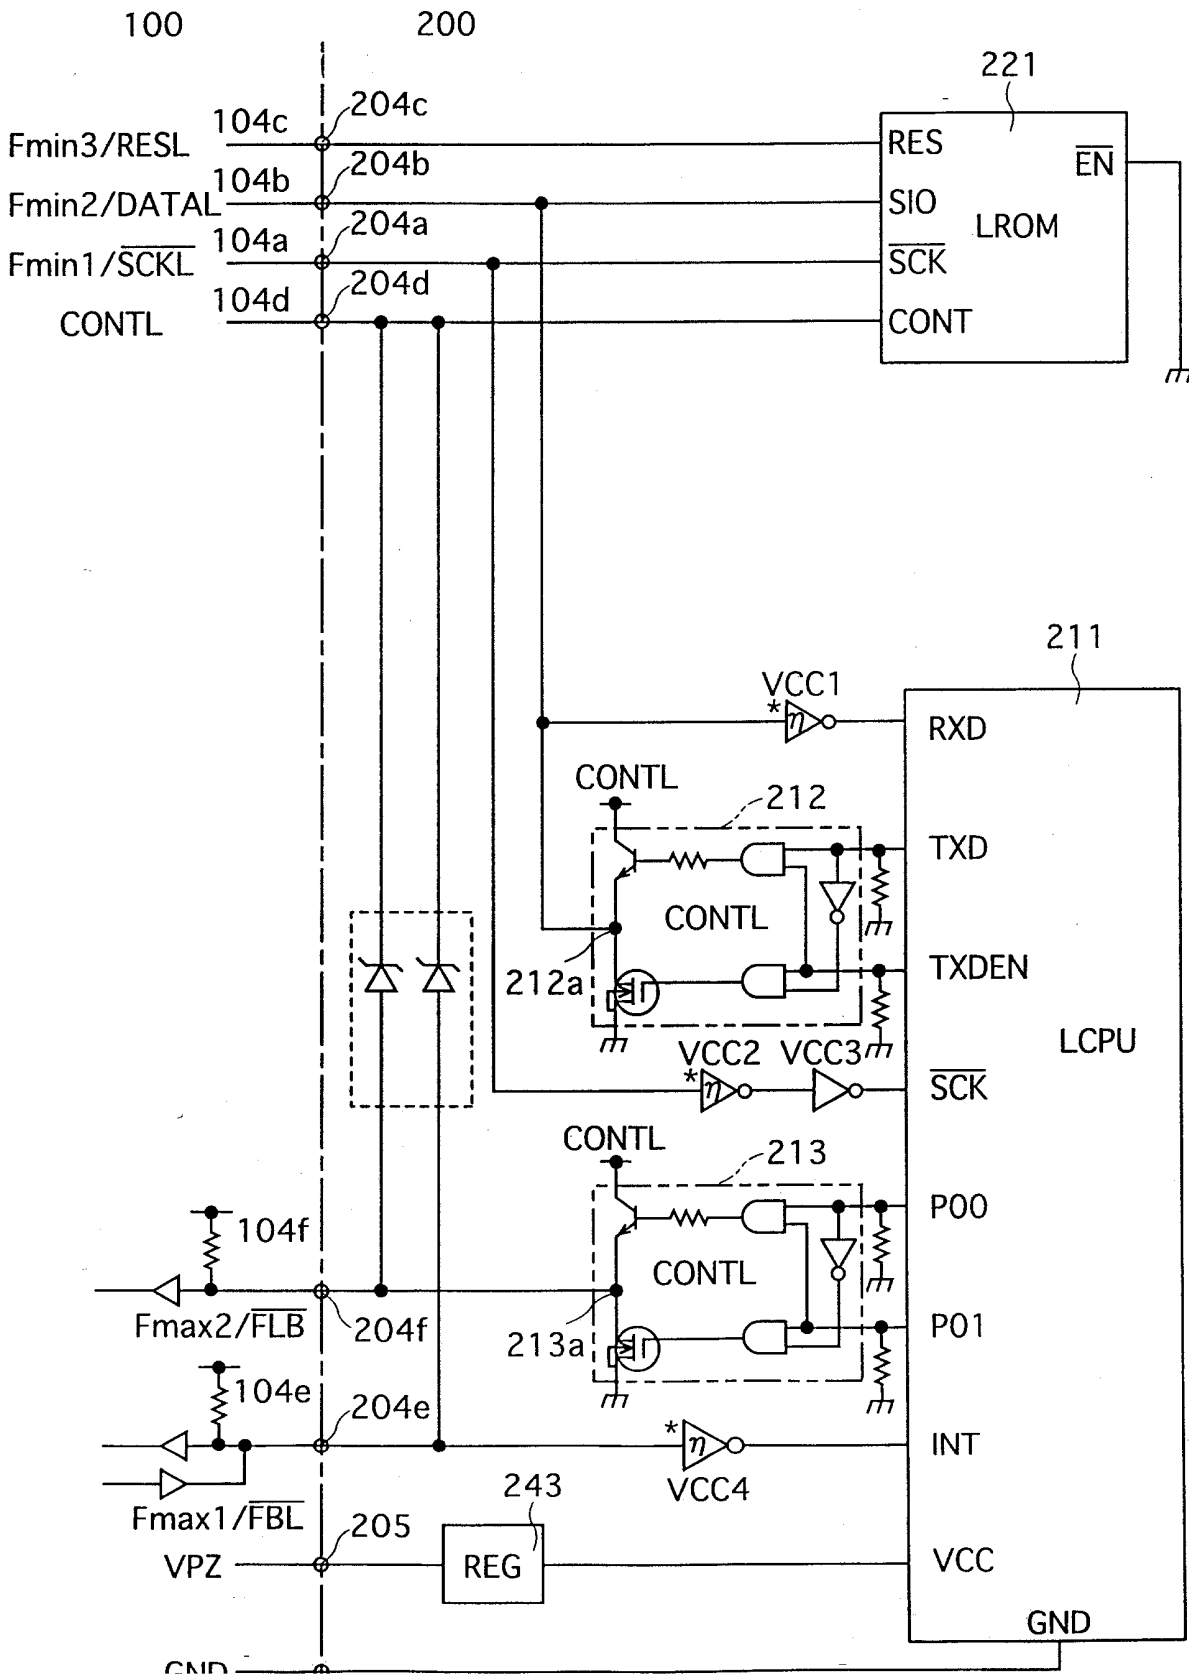 100 200
221
104c 204c
Fmin3/RESL RES
104b 204b EN
Fmin2/DATAL SIO LROM
104a 204a
Fmin1/SCKL SCK
104d 204d
CONTL CONT
211
VCC1
* η RXD
CONTL
212
TXD
CONTL
212a TXDEN
LCPU
VCC2 VCC3
* η SCK
CONTL
213
P00
104f CONTL
Fmax2/FLB 204f 213a P01
104e
204e
* η INT
Fmax1/FBL 243 VCC4
205
VPZ REG VCC
GND
GND